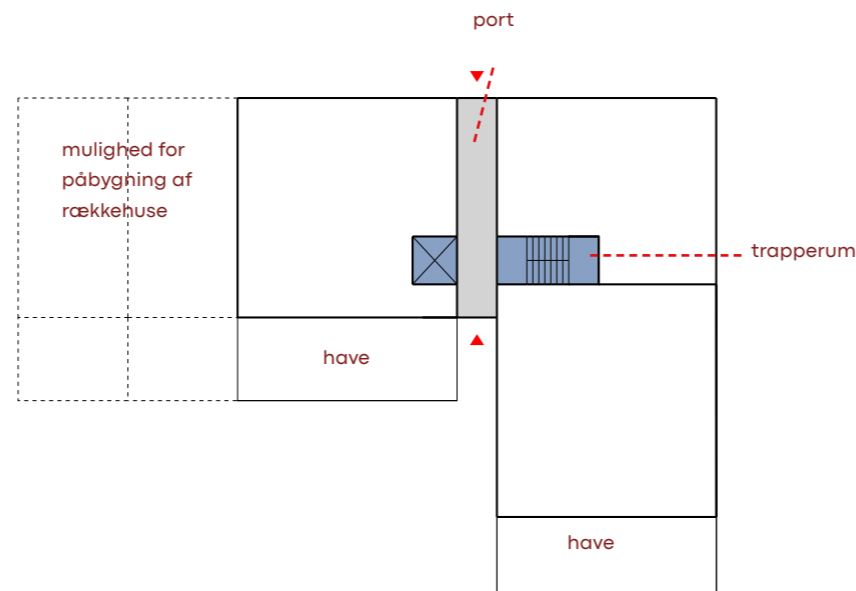 port
mulighed for
påbygning af
rækkehuse
trapperum
have
have